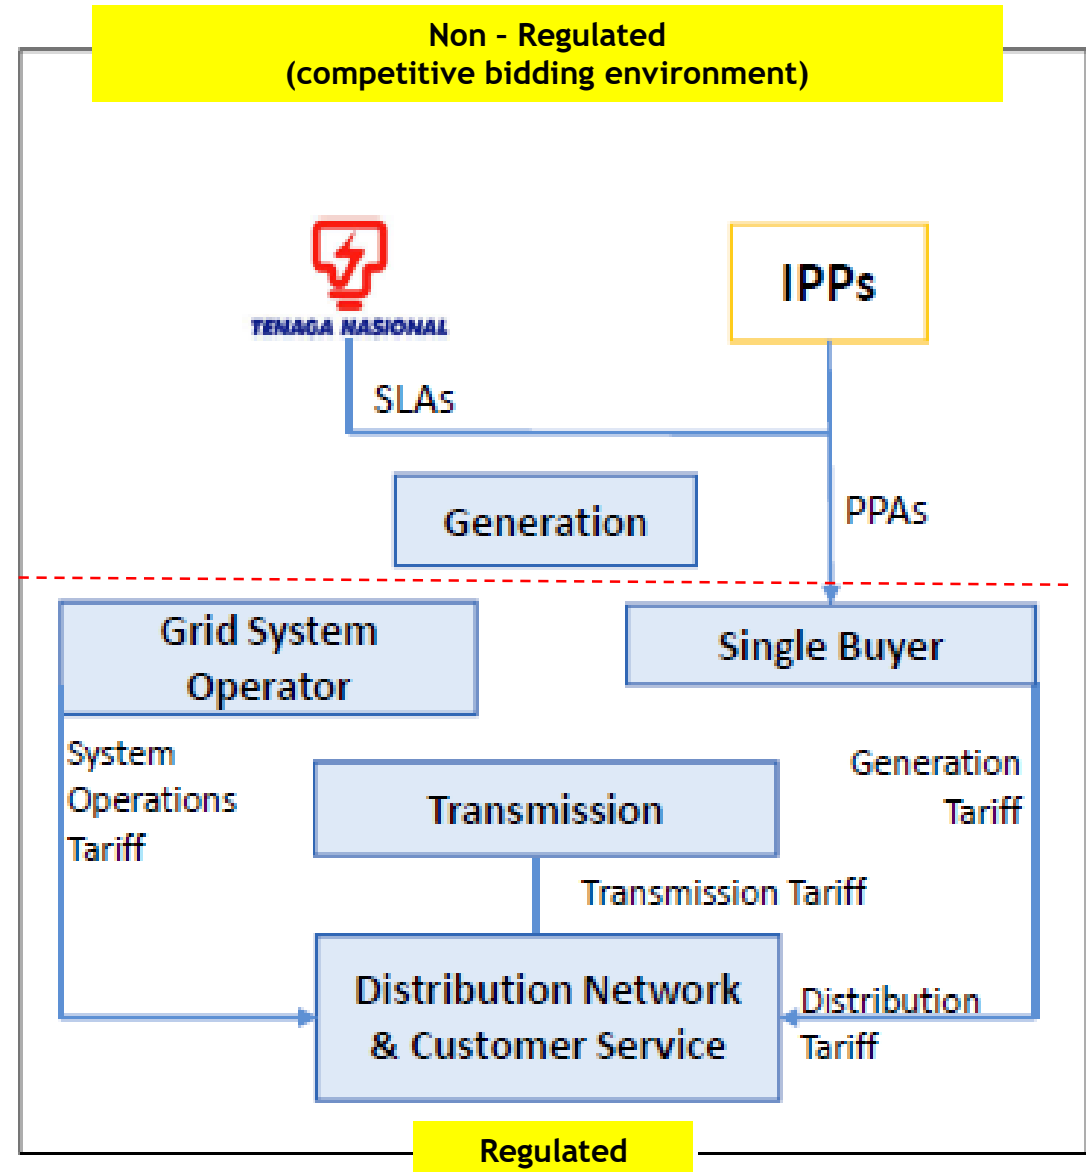 Non - Regulated
(competitive bidding environment)
TENAGA NASIONAL
IPPs
SLAs
Generation
PPAs
Grid System
Operator
Single Buyer
System
Operations
Tariff
Generation
Tariff
Transmission
Transmission Tariff
Distribution Network
& Customer Service
Distribution
Tariff
Regulated